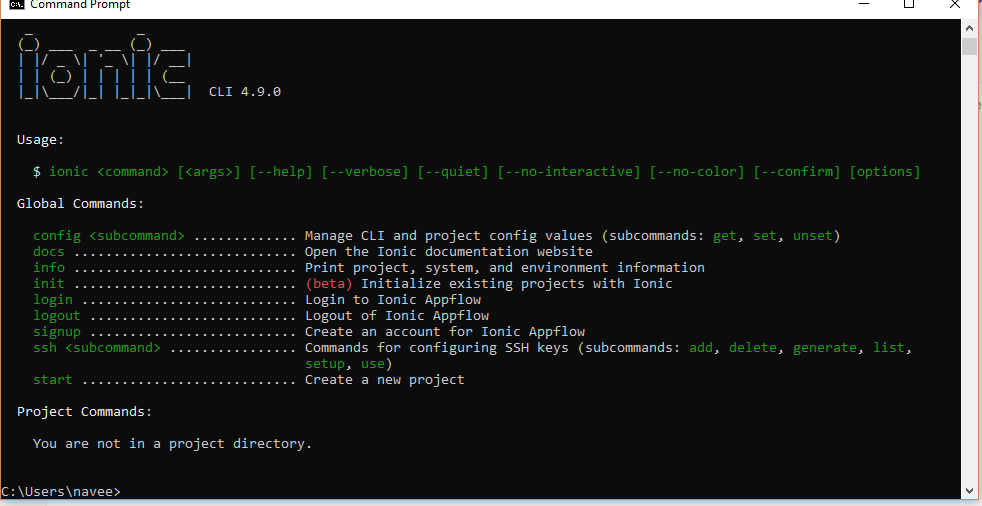 Command Prompt
ionic CLI 4.9.0
Usage:
$ ionic <command> [<args>] [--help] [--verbose] [--quiet] [--no-interactive] [--no-color] [--confirm] [options]
Global Commands:
config <subcommand> ............. Manage CLI and project config values (subcommands: get, set, unset)
docs ............................ Open the Ionic documentation website
info ............................ Print project, system, and environment information
init ............................ (beta) Initialize existing projects with Ionic
login ........................... Login to Ionic Appflow
logout .......................... Logout of Ionic Appflow
signup .......................... Create an account for Ionic Appflow
ssh <subcommand> ................ Commands for configuring SSH keys (subcommands: add, delete, generate, list,
setup, use)
start ........................... Create a new project
Project Commands:
You are not in a project directory.
C:\Users\navee>